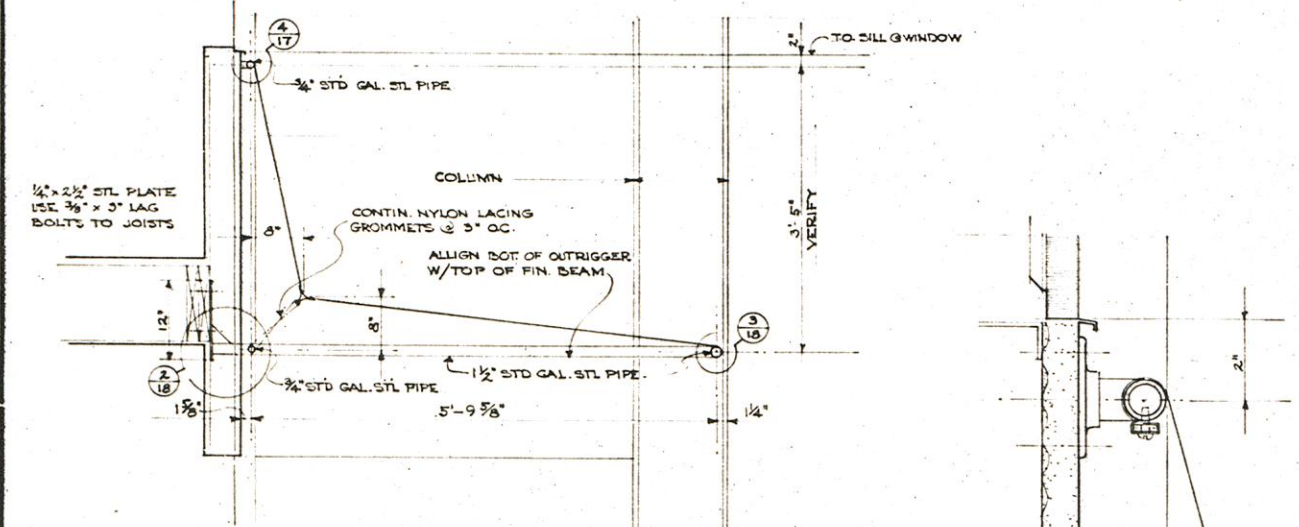 4
17
2"
TO SILL @ WINDOW
3/4" STD GAL. STL PIPE
COLUMN
1/4" x 2 1/2" STL PLATE
USE 3/8" x 3" LAG
BOLTS TO JOISTS
CONTIN. NYLON LACING
GROMMETS @ 3" O.C.
8"
3'-5"
VERIFY
ALLIGN BOT. OF OUTRIGGER
W/TOP OF FIN. BEAM
12"
8"
3
18
2"
2
18
3/4" STD GAL. STL PIPE
1 1/2" STD GAL. STL PIPE.
1 5/8"
5'-9 5/8"
1 1/4"